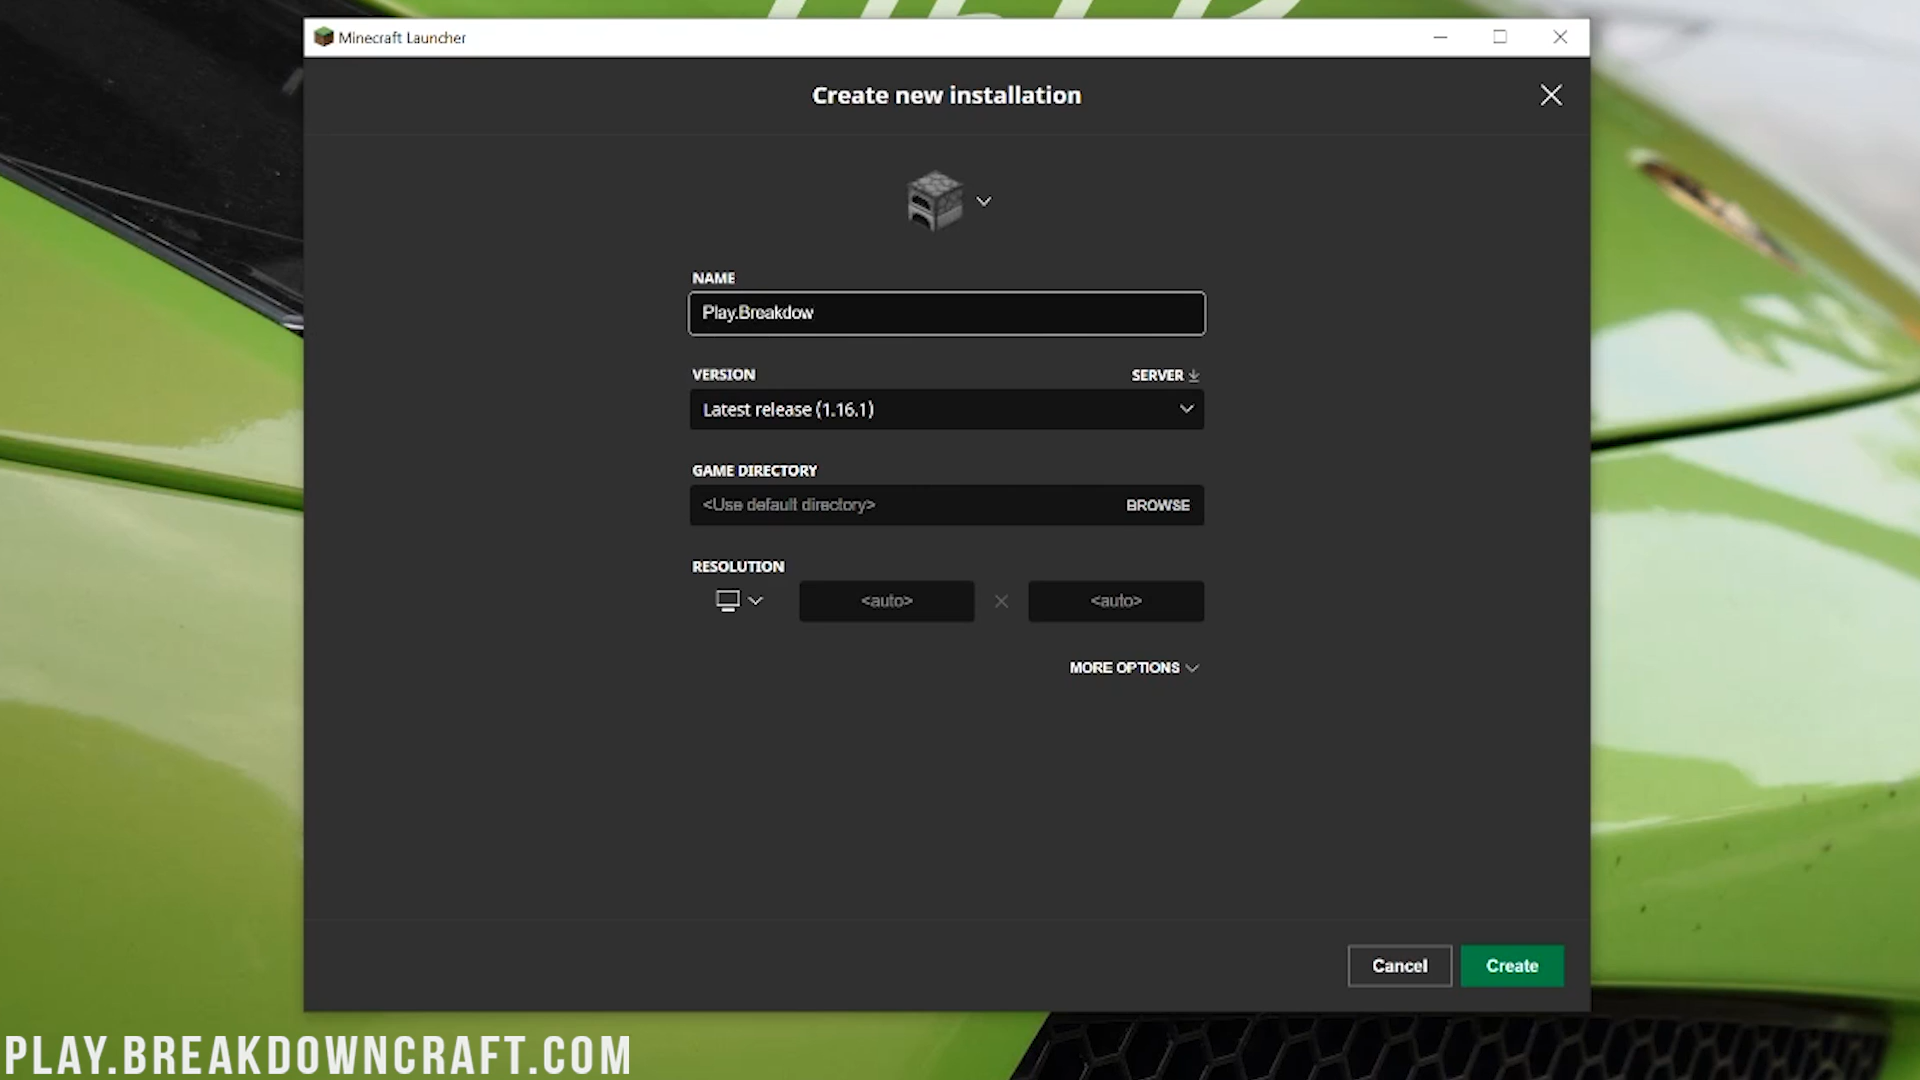 Minecraft Launcher
Create new installation
NAME
Play.Breakdow
VERSION
SERVER
Latest release (1.16.1)
GAME DIRECTORY
<Use default directory>
BROWSE
RESOLUTION
<auto>
<auto>
MORE OPTIONS
Cancel
Create
PLAY.BREAKDOWNCRAFT.COM